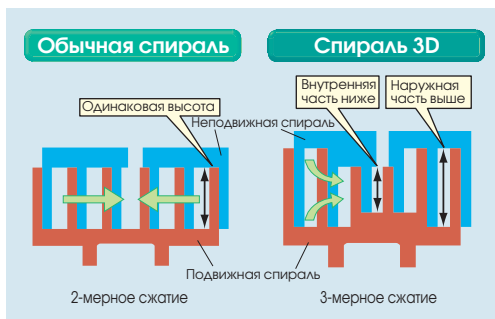 Обычная спираль
Спираль 3D
Одинаковая высота
Внутренняя
часть ниже
Наружная
часть выше
Неподвижная спираль
Подвижная спираль
2-мерное сжатие
3-мерное сжатие